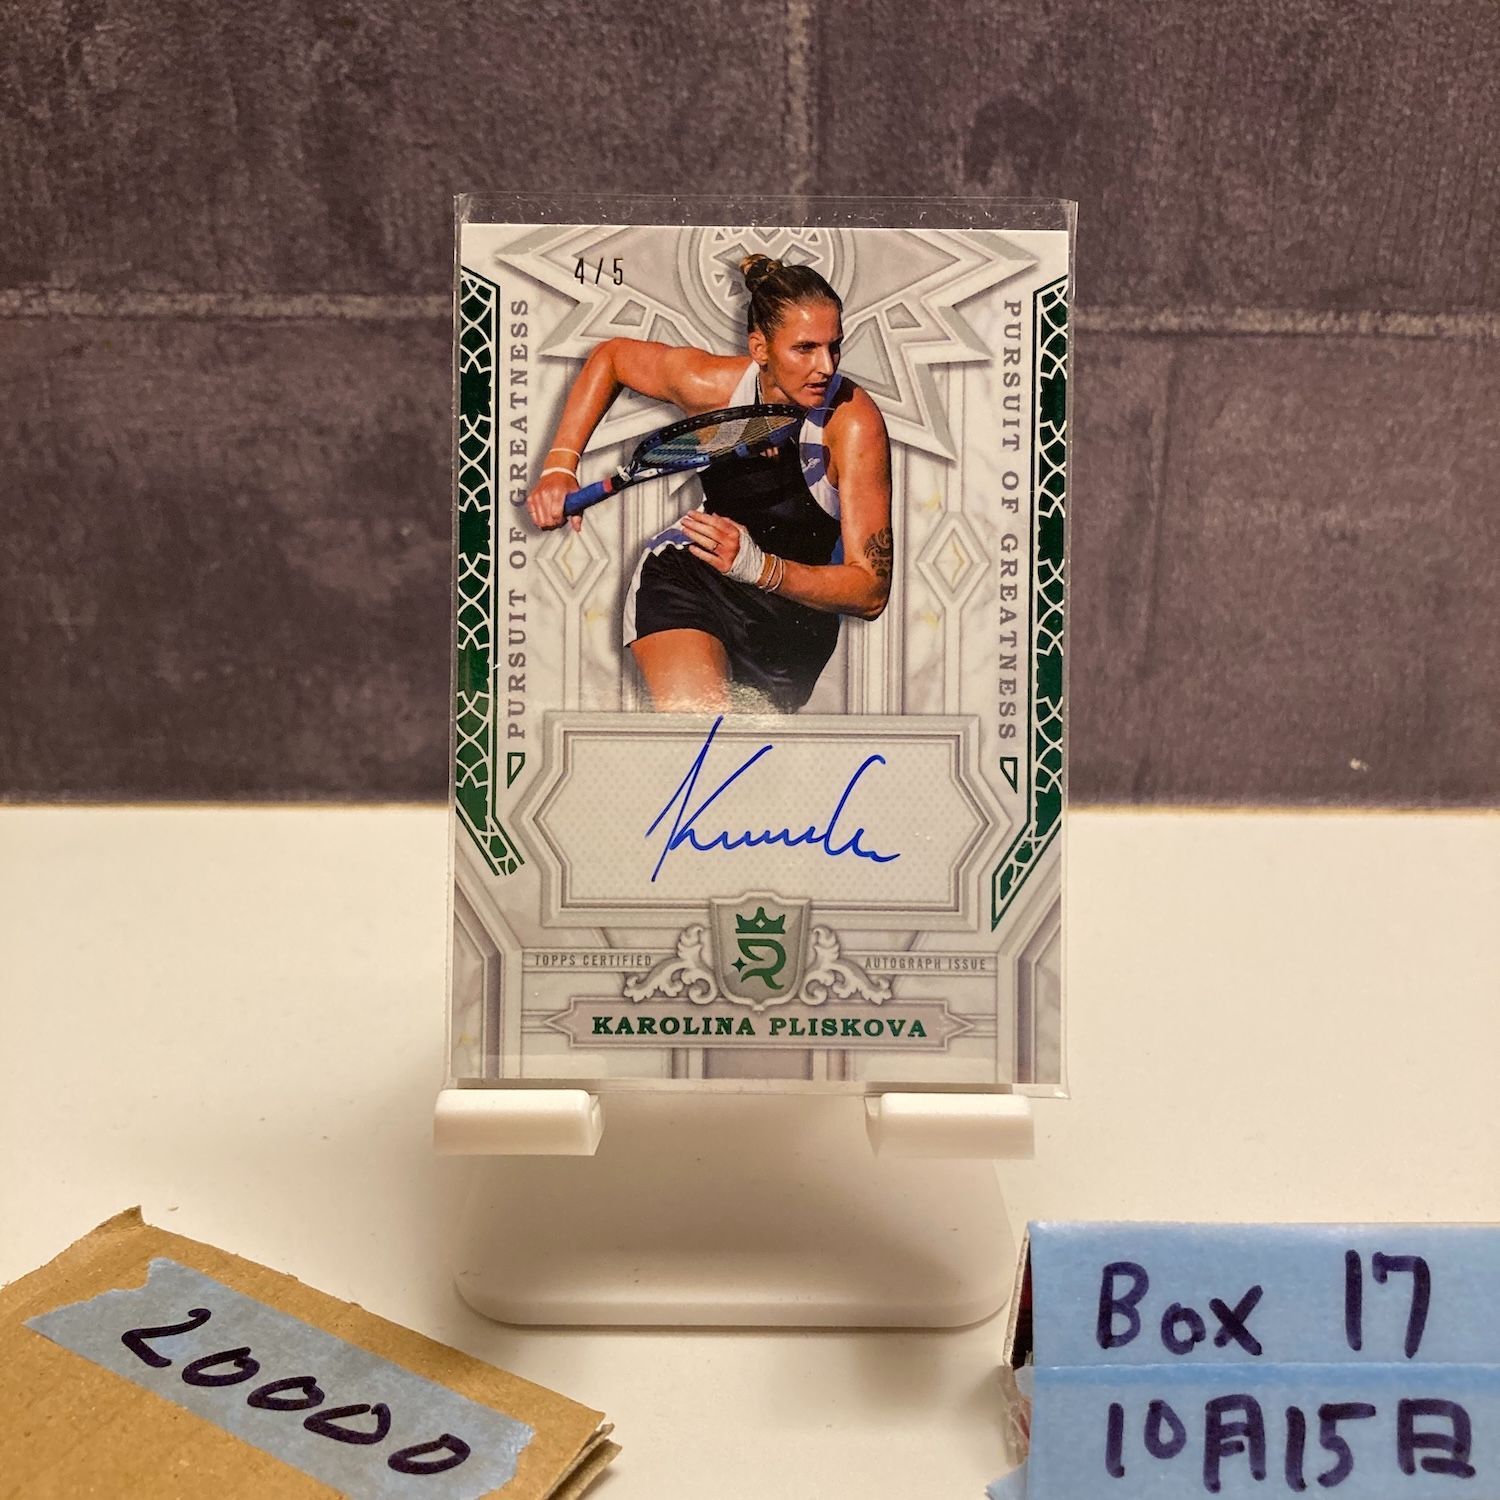 4/5
PURSUIT OF GREATNESS
PURSUIT OF GREATNESS
TOPPS CERTIFIED
AUTOGRAPH ISSUE
R
KAROLINA PLISKOVA
20000
Box 17
10月15日